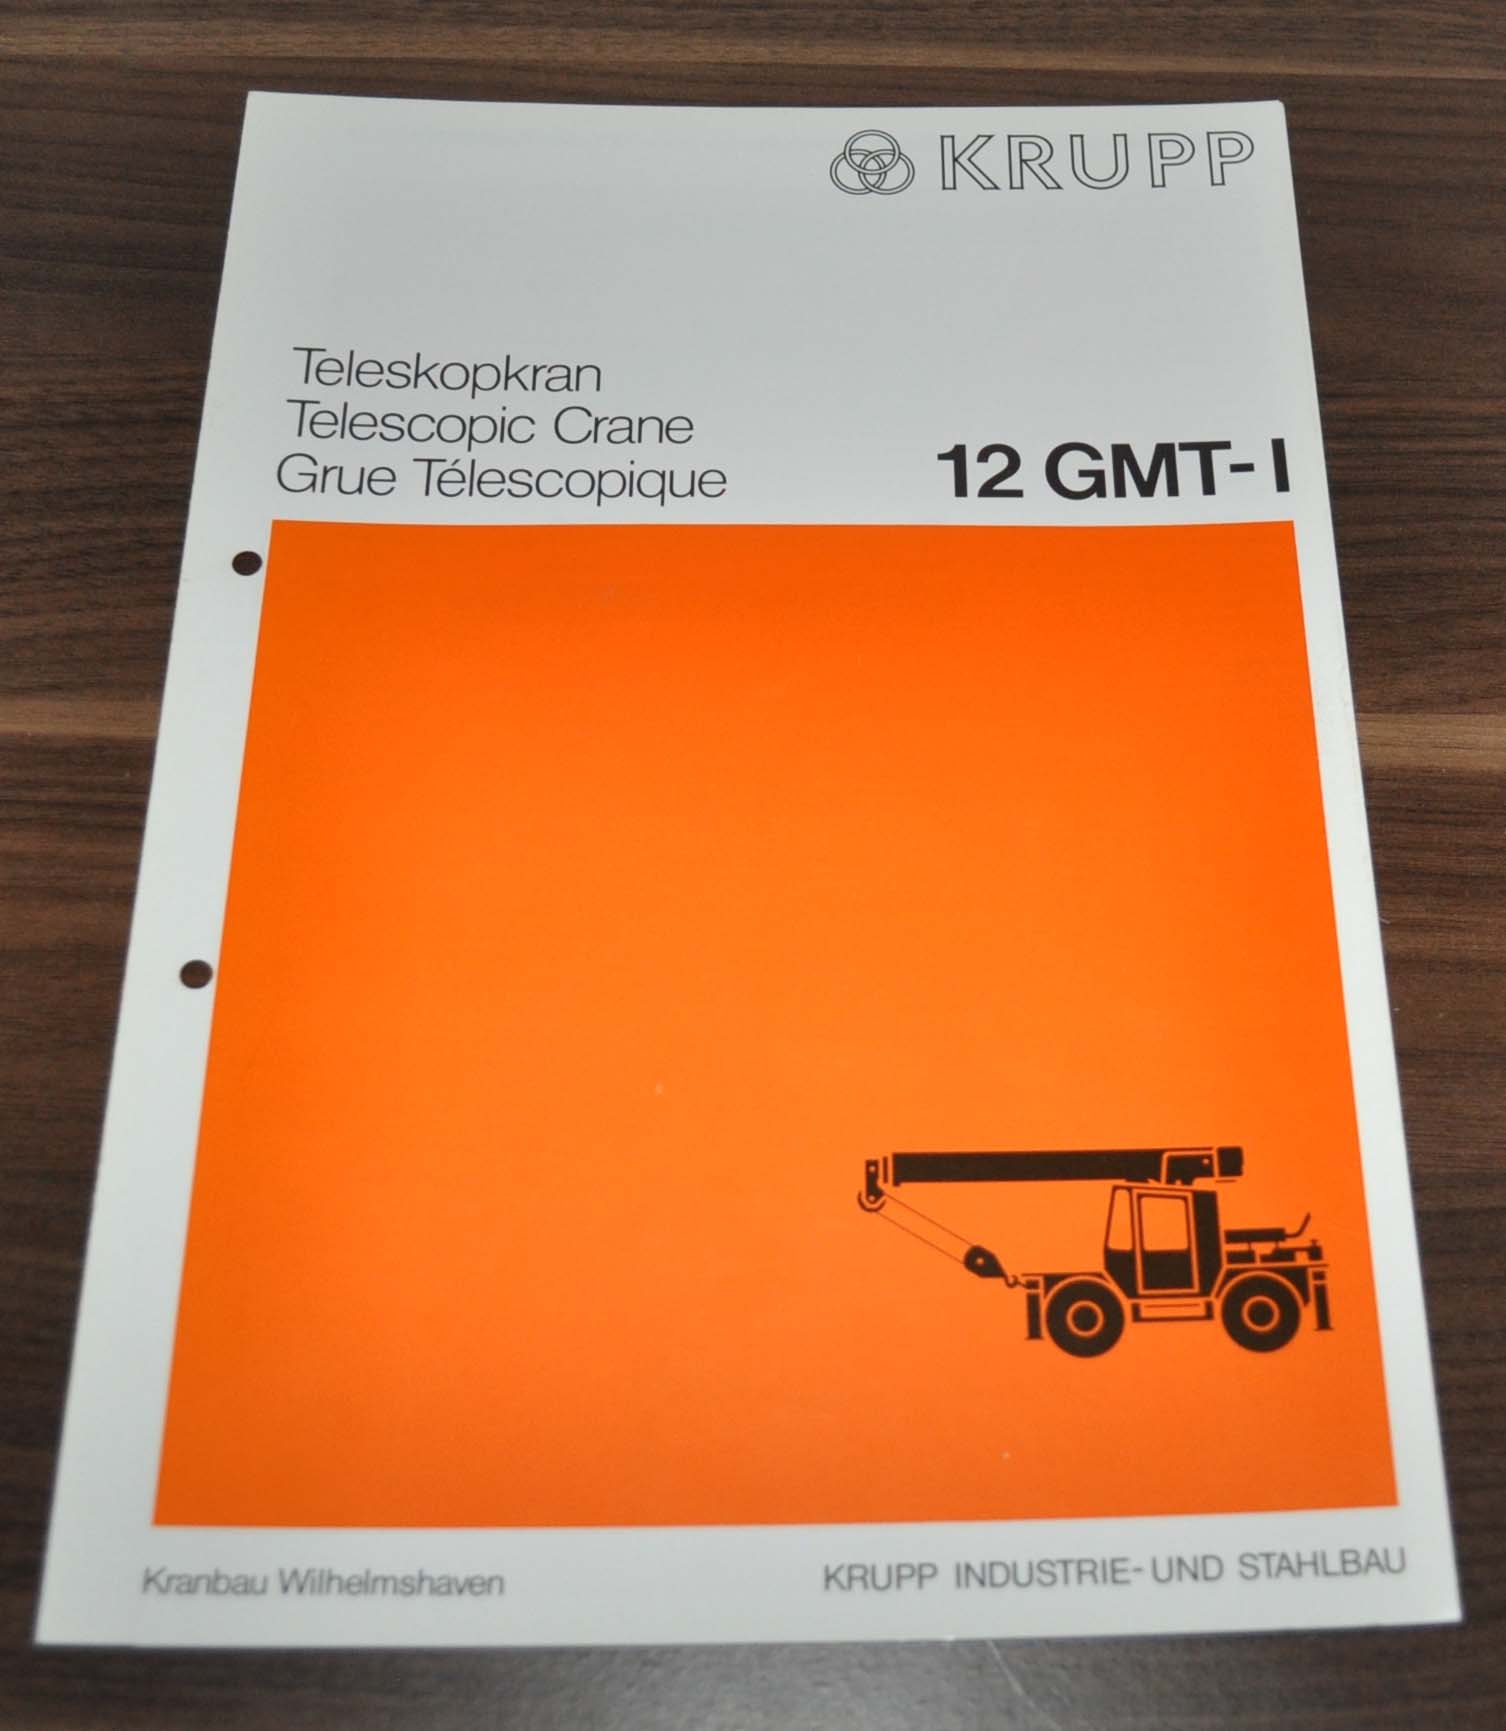 KRUPP
Teleskopkran
Telescopic Crane
Grue Télescopique
12 GMT-I
Kranbau Wilhelmshaven
KRUPP INDUSTRIE- UND STAHLBAU